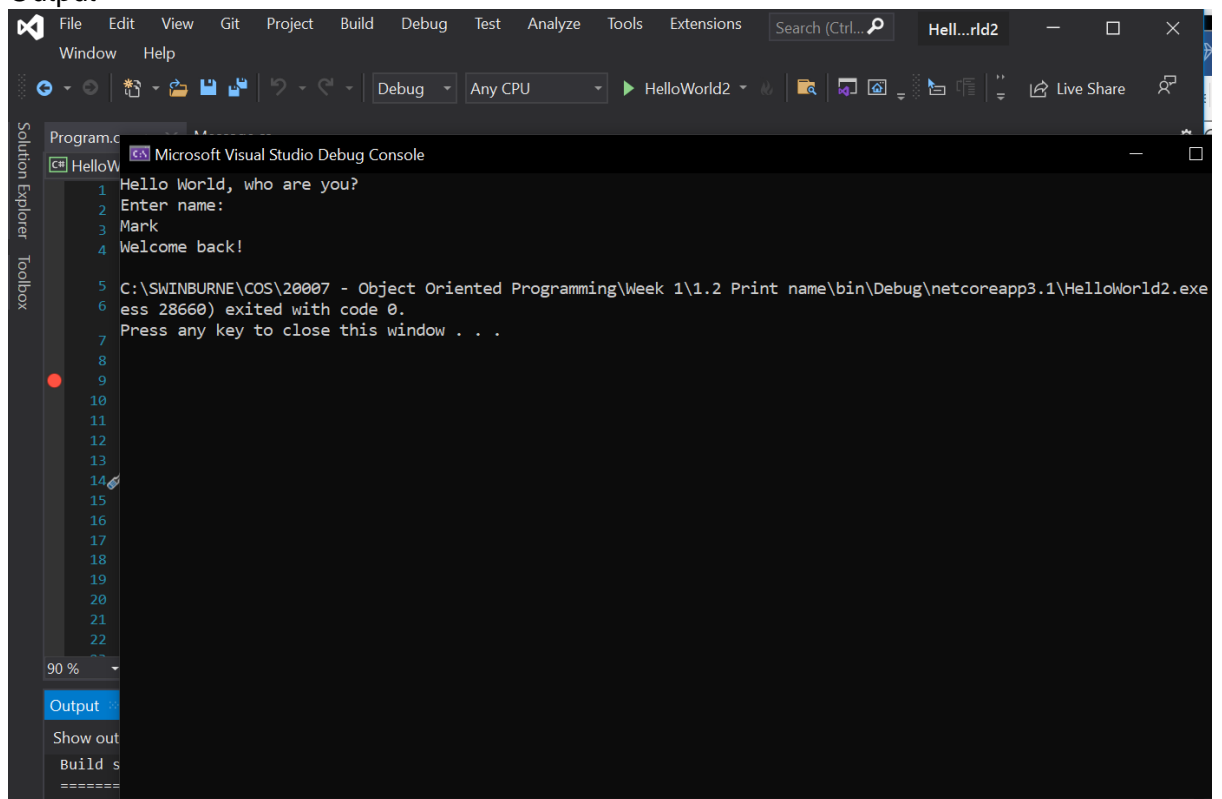 Output
File Edit View Git Project Build Debug Test Analyze Tools Extensions Search (Ctrl... Hell...rld2
Window Help
Debug Any CPU HelloWorld2 Live Share
Solution Explorer
Toolbox
Program.c
C# HelloW
Microsoft Visual Studio Debug Console
1
2
3
4
5
6
7
8
9
10
11
12
13
14
15
16
17
18
19
20
21
22
Hello World, who are you?
Enter name:
Mark
Welcome back!
C:\SWINBURNE\COS\20007 - Object Oriented Programming\Week 1\1.2 Print name\bin\Debug\netcoreapp3.1\HelloWorld2.exe
ess 28660) exited with code 0.
Press any key to close this window . . .
90 %
Output
Show out
Build s
=======